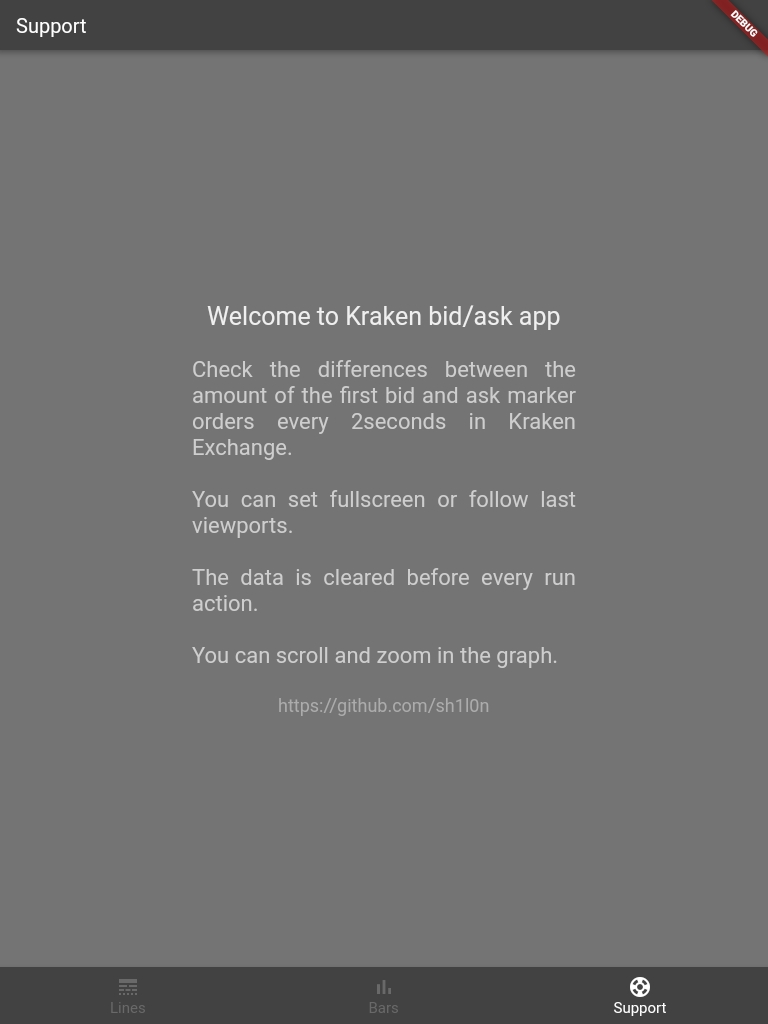 Support
DEBUG
Welcome to Kraken bid/ask app
Check the differences between the
amount of the first bid and ask marker
orders every 2seconds in Kraken
Exchange.
You can set fullscreen or follow last
viewports.
The data is cleared before every run
action.
You can scroll and zoom in the graph.
https://github.com/sh1l0n
Lines
Bars
Support